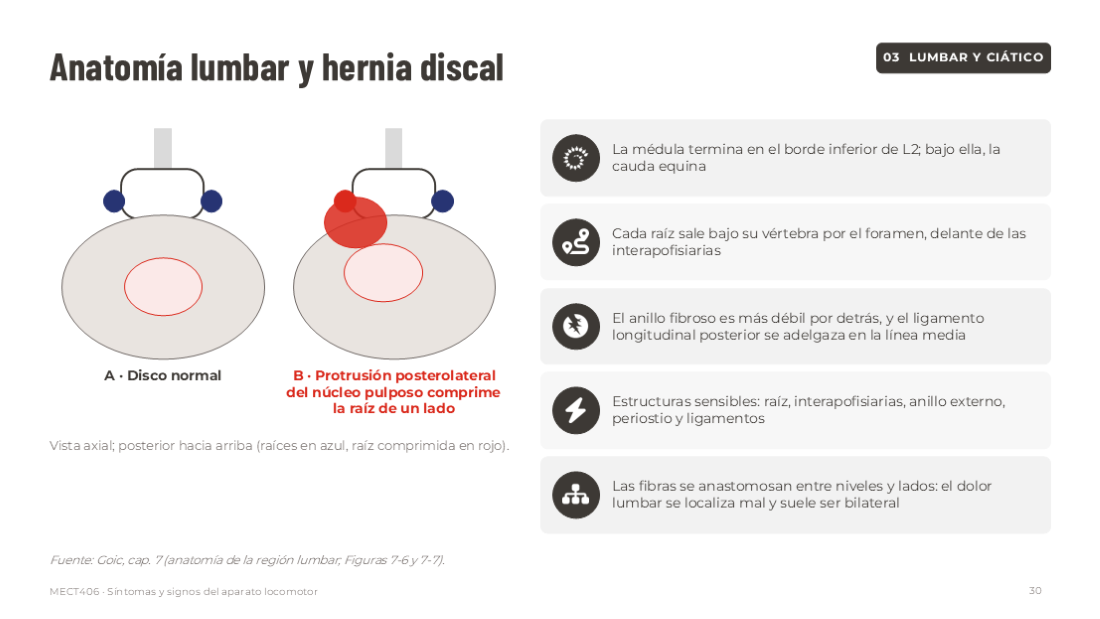 Anatomía lumbar y hernia discal
03 LUMBAR Y CIÁTICO
A · Disco normal
B · Protrusión posterolateral
del núcleo pulposo comprime
la raíz de un lado
Vista axial; posterior hacia arriba (raíces en azul, raíz comprimida en rojo).
La médula termina en el borde inferior de L2; bajo ella, la
cauda equina
Cada raíz sale bajo su vértebra por el foramen, delante de las
interapofisiarias
El anillo fibroso es más débil por detrás, y el ligamento
longitudinal posterior se adelgaza en la línea media
Estructuras sensibles: raíz, interapofisiarias, anillo externo,
periostio y ligamentos
Las fibras se anastomosan entre niveles y lados: el dolor
lumbar se localiza mal y suele ser bilateral
Fuente: Goic, cap. 7 (anatomía de la región lumbar; Figuras 7-6 y 7-7).
MECT406 · Síntomas y signos del aparato locomotor
30